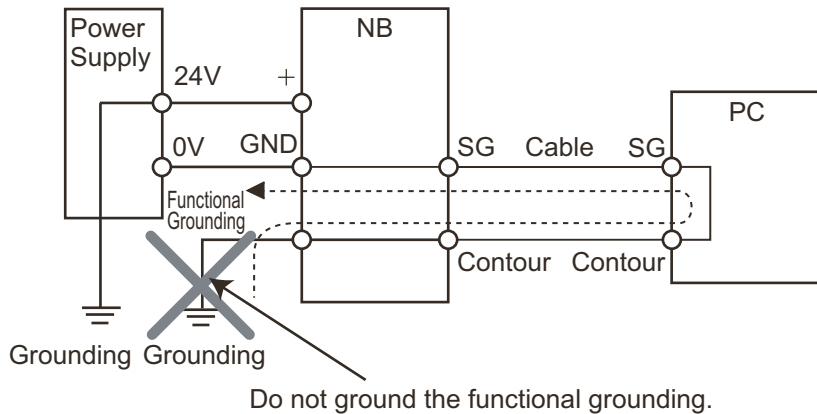 Power
Supply
NB
24V
+
PC
0V
GND
SG
Cable
SG
Functional
Grounding
Contour
Contour
Grounding
Grounding
Do not ground the functional grounding.